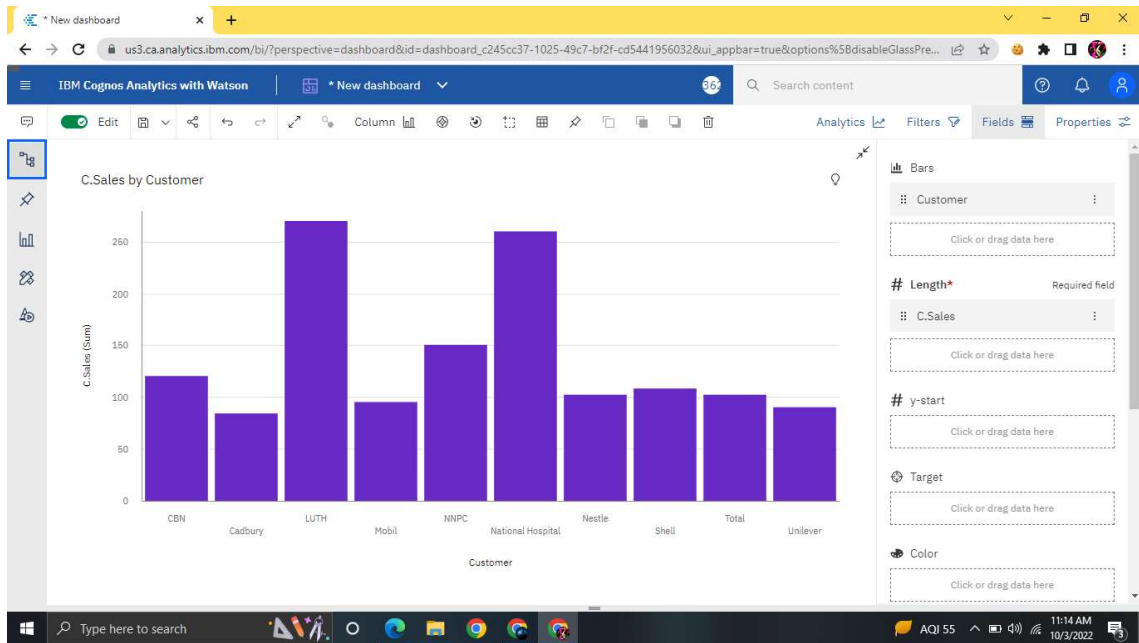 * New dashboard
us3.ca.analytics.ibm.com/bi/?perspective=dashboard&id=dashboard_c245cc37-1025-49c7-bf2f-cd5441956032&ui_appbar=true&options%5BdisableGlassPre...
IBM Cognos Analytics with Watson
* New dashboard
362
Search content
Edit
Column
Analytics
Filters
Fields
Properties
C.Sales by Customer
C.Sales (Sum)
250
200
150
100
50
0
CBN
Cadbury
LUTH
Mobil
NNPC
National Hospital
Nestle
Shell
Total
Unilever
Customer
Bars
Customer
Click or drag data here
# Length*
Required field
C.Sales
Click or drag data here
# y-start
Click or drag data here
Target
Click or drag data here
Color
Click or drag data here
Type here to search
AQI 55
11:14 AM
10/3/2022
3